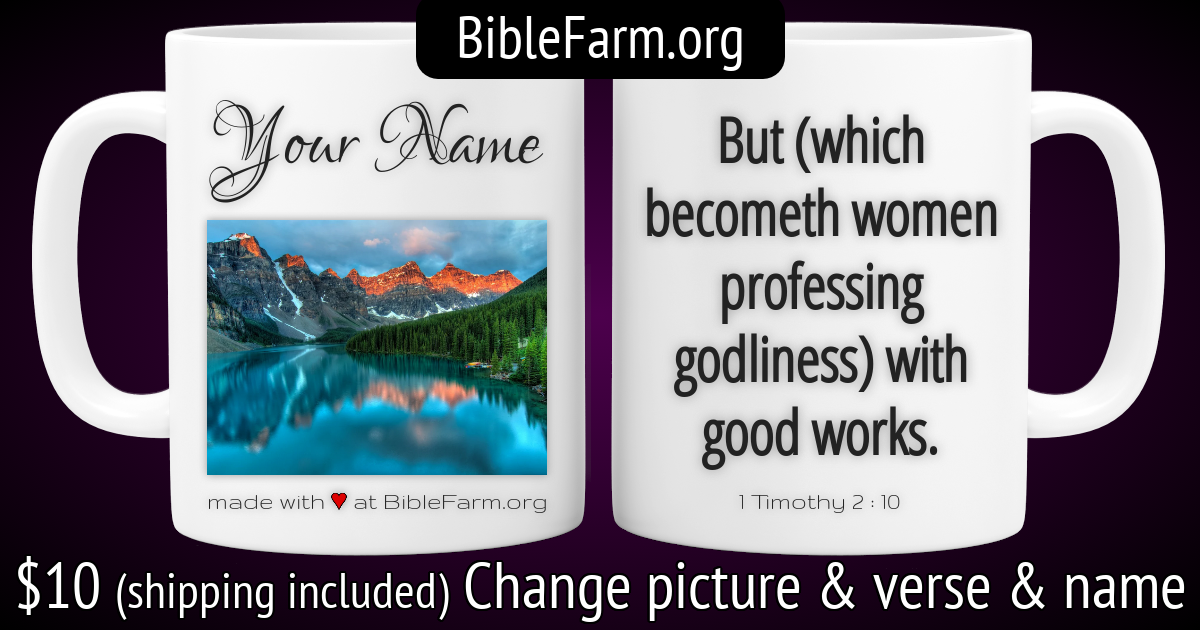 BibleFarm.org
Your Name
made with ♥ at BibleFarm.org
But (which
becometh women
professing
godliness) with
good works.
1 Timothy 2 : 10
$10 (shipping included) Change picture & verse & name